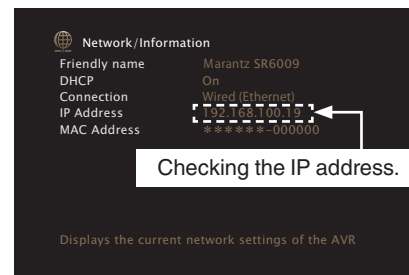 Network/Information
Friendly name Marantz SR6009
DHCP On
Connection Wired (Ethernet)
IP Address 192.168.100.19
MAC Address ******-000000
Checking the IP address.
Displays the current network settings of the AVR